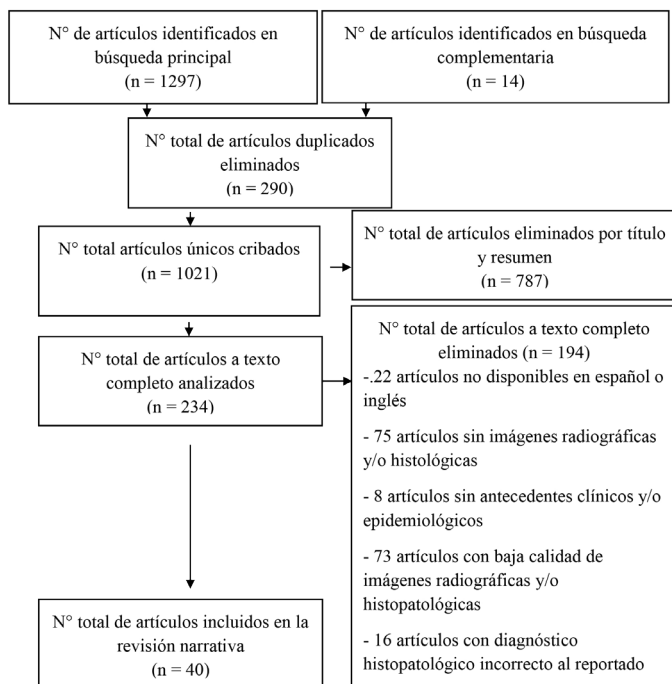 N° de artículos identificados en
búsqueda principal
(n = 1297)
N° de artículos identificados en búsqueda
complementaria
(n = 14)
N° total de artículos duplicados
eliminados
(n = 290)
N° total artículos únicos cribados
(n = 1021)
N° total de artículos eliminados por título
y resumen
(n = 787)
N° total de artículos a texto
completo analizados
(n = 234)
N° total de artículos a texto completo
eliminados (n = 194)
-.22 artículos no disponibles en español o
inglés
- 75 artículos sin imágenes radiográficas
y/o histológicas
- 8 artículos sin antecedentes clínicos y/o
epidemiológicos
- 73 artículos con baja calidad de
imágenes radiográficas y/o
histopatológicas
- 16 artículos con diagnóstico
histopatológico incorrecto al reportado
N° total de artículos incluidos en la
revisión narrativa
(n = 40)